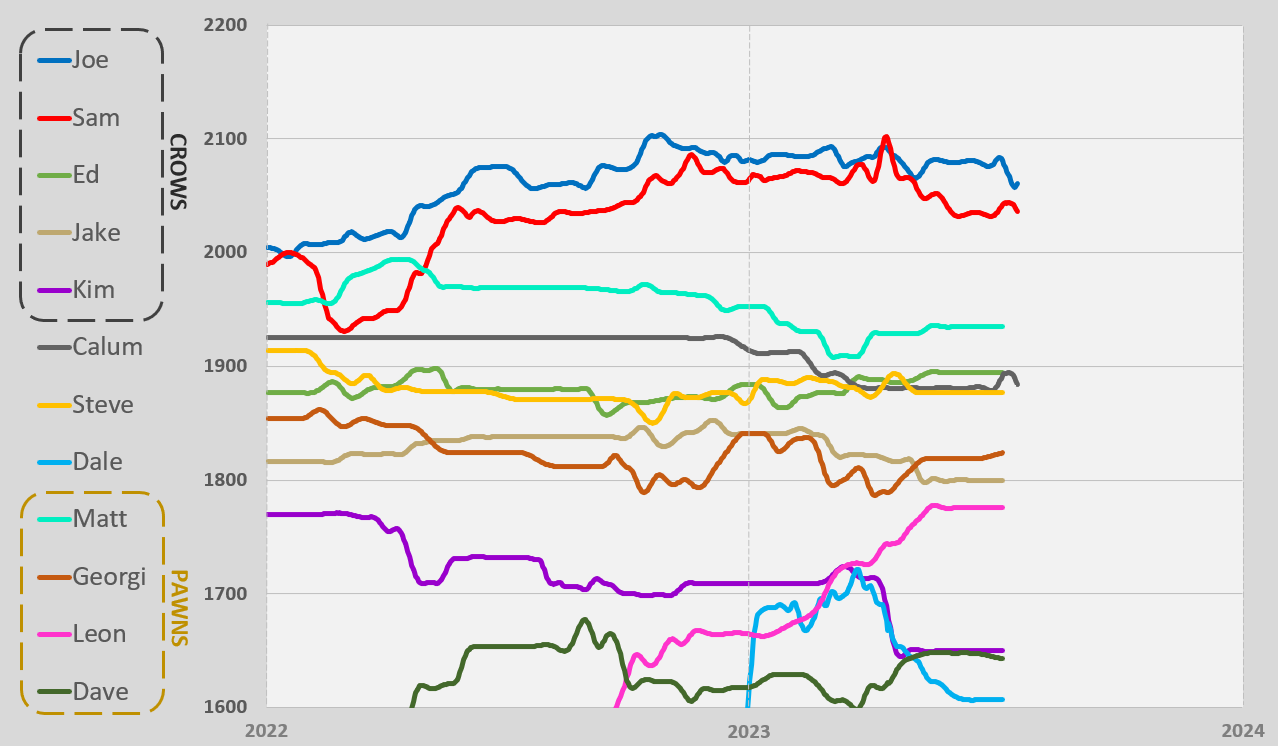 Joe
Sam
Ed
Jake
Kim
CROWS
Calum
Steve
Dale
Matt
Georgi
Leon
Dave
PAWNS
2200
2100
2000
1900
1800
1700
1600
2022
2023
2024